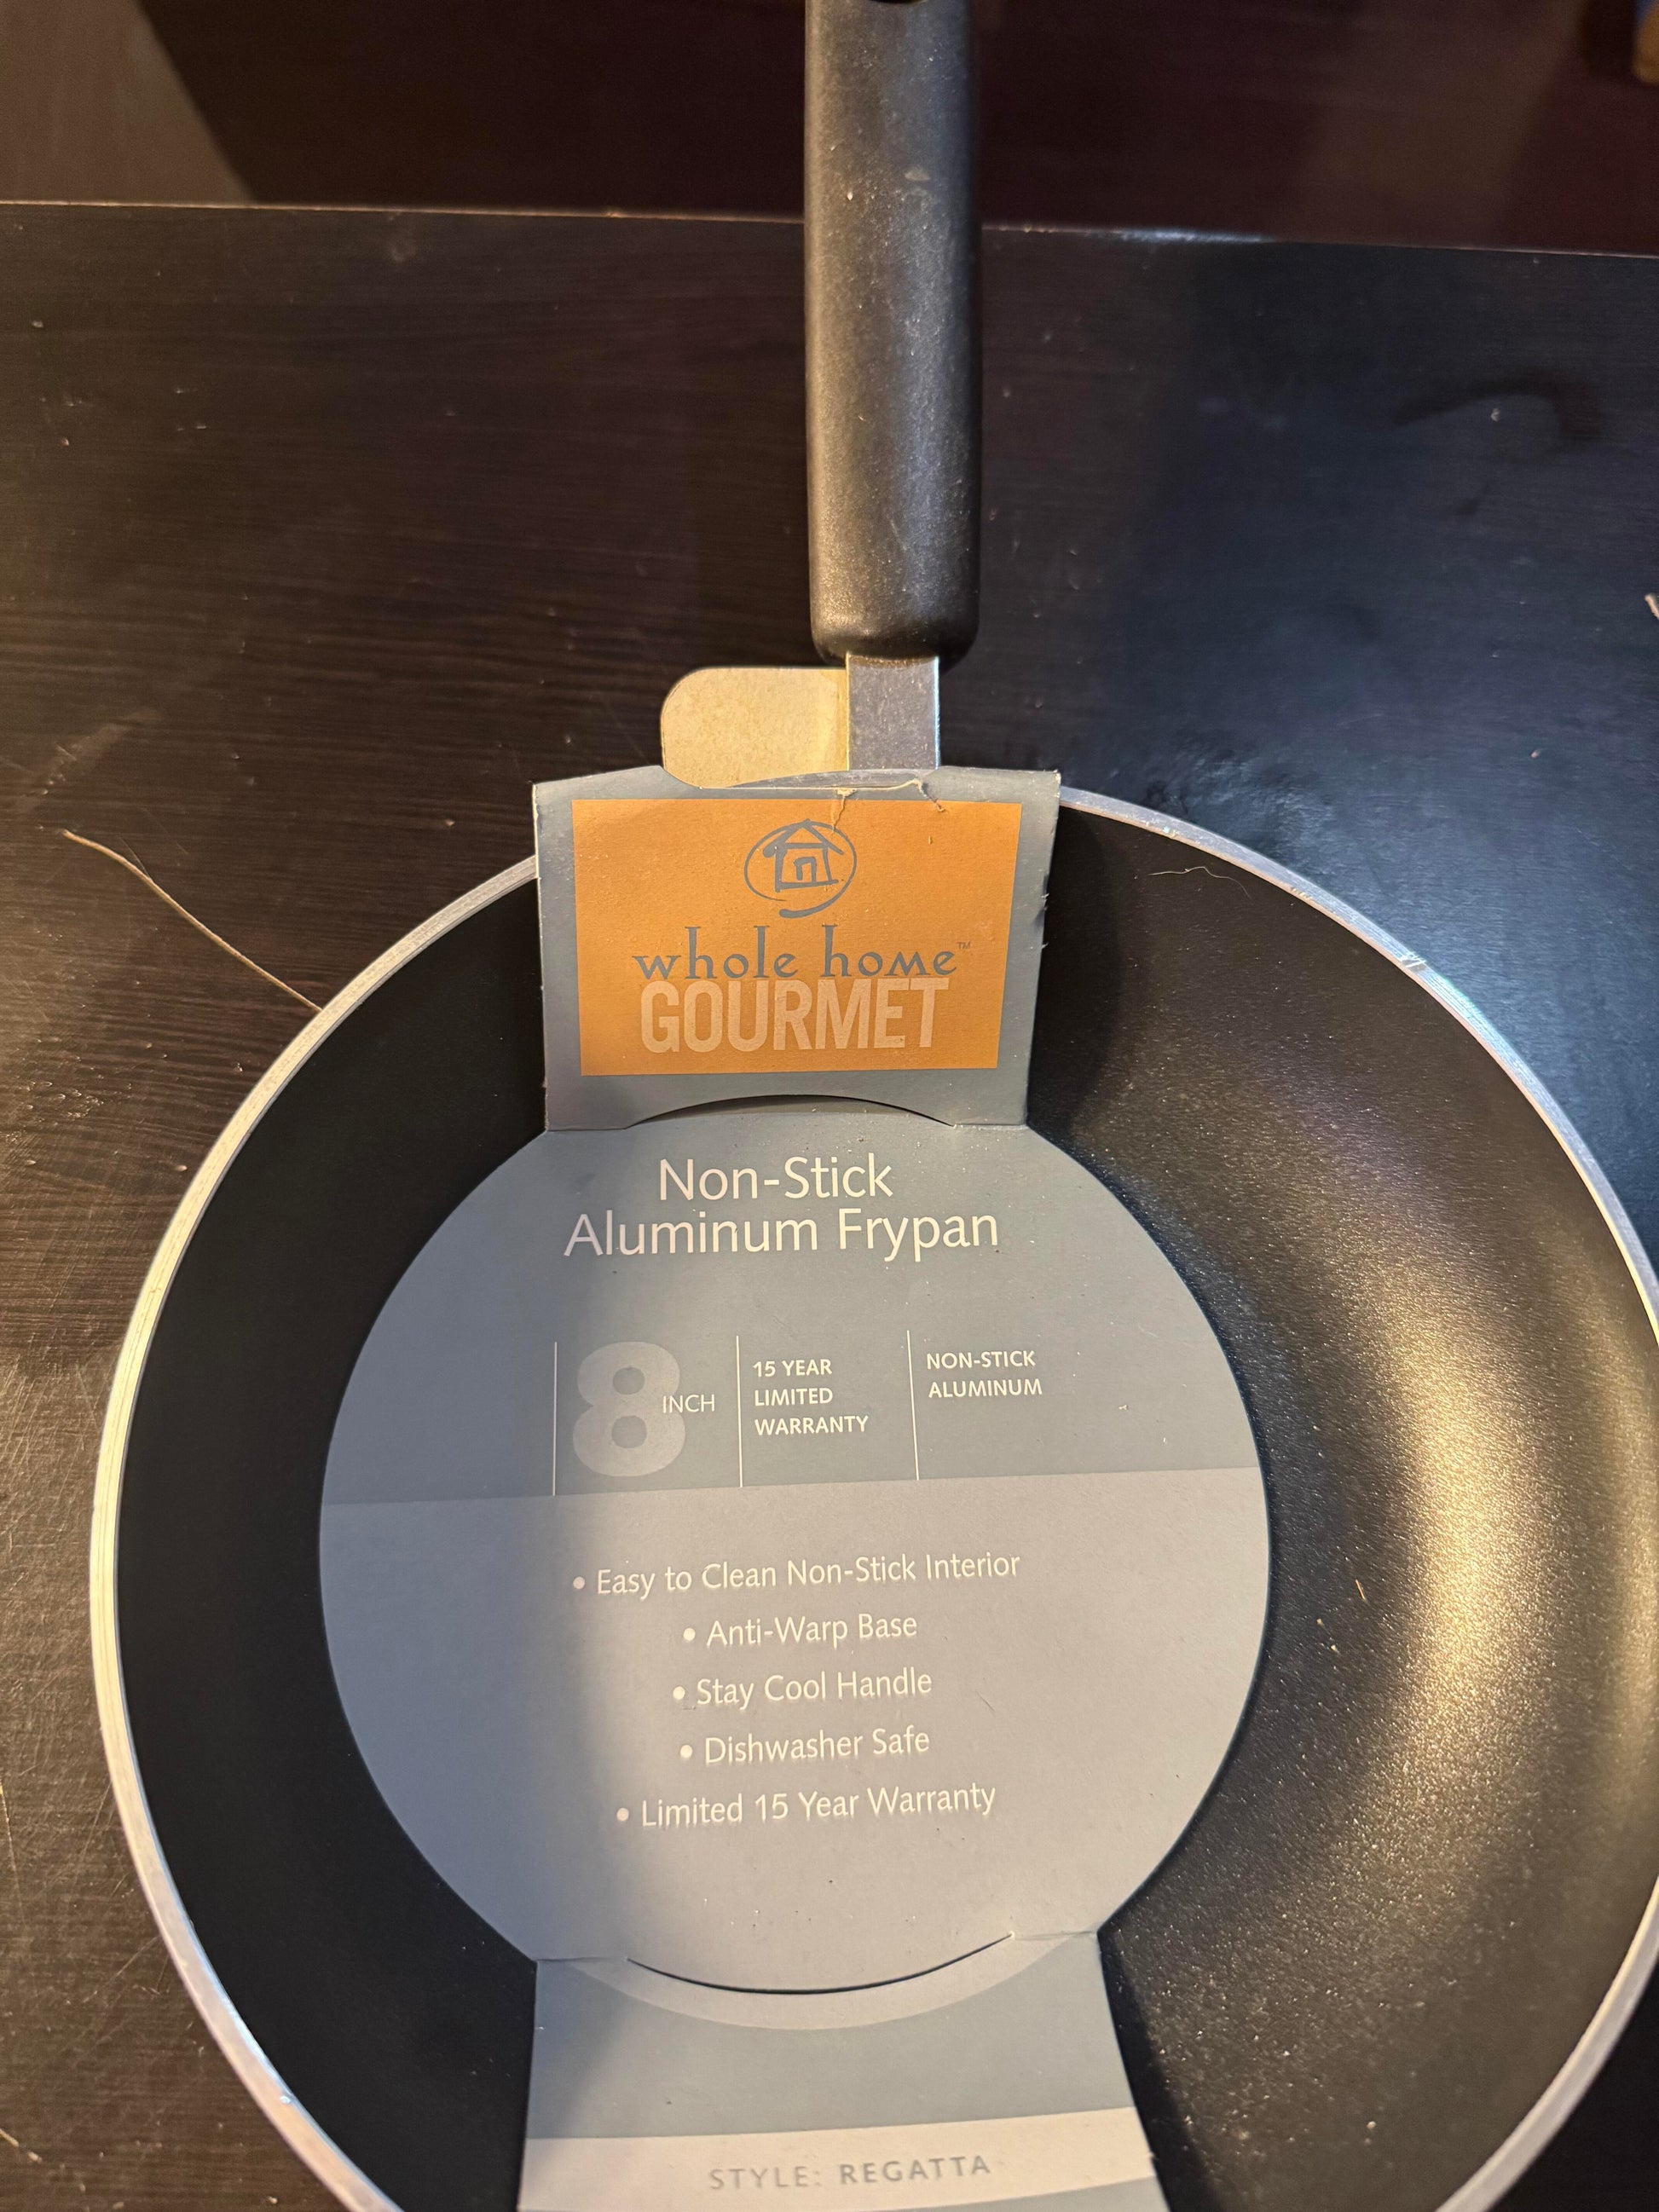 whole home™
GOURMET
Non-Stick
Aluminum Frypan
8 INCH
15 YEAR
LIMITED
WARRANTY
NON-STICK
ALUMINUM
• Easy to Clean Non-Stick Interior
• Anti-Warp Base
• Stay Cool Handle
• Dishwasher Safe
• Limited 15 Year Warranty
STYLE: REGATTA